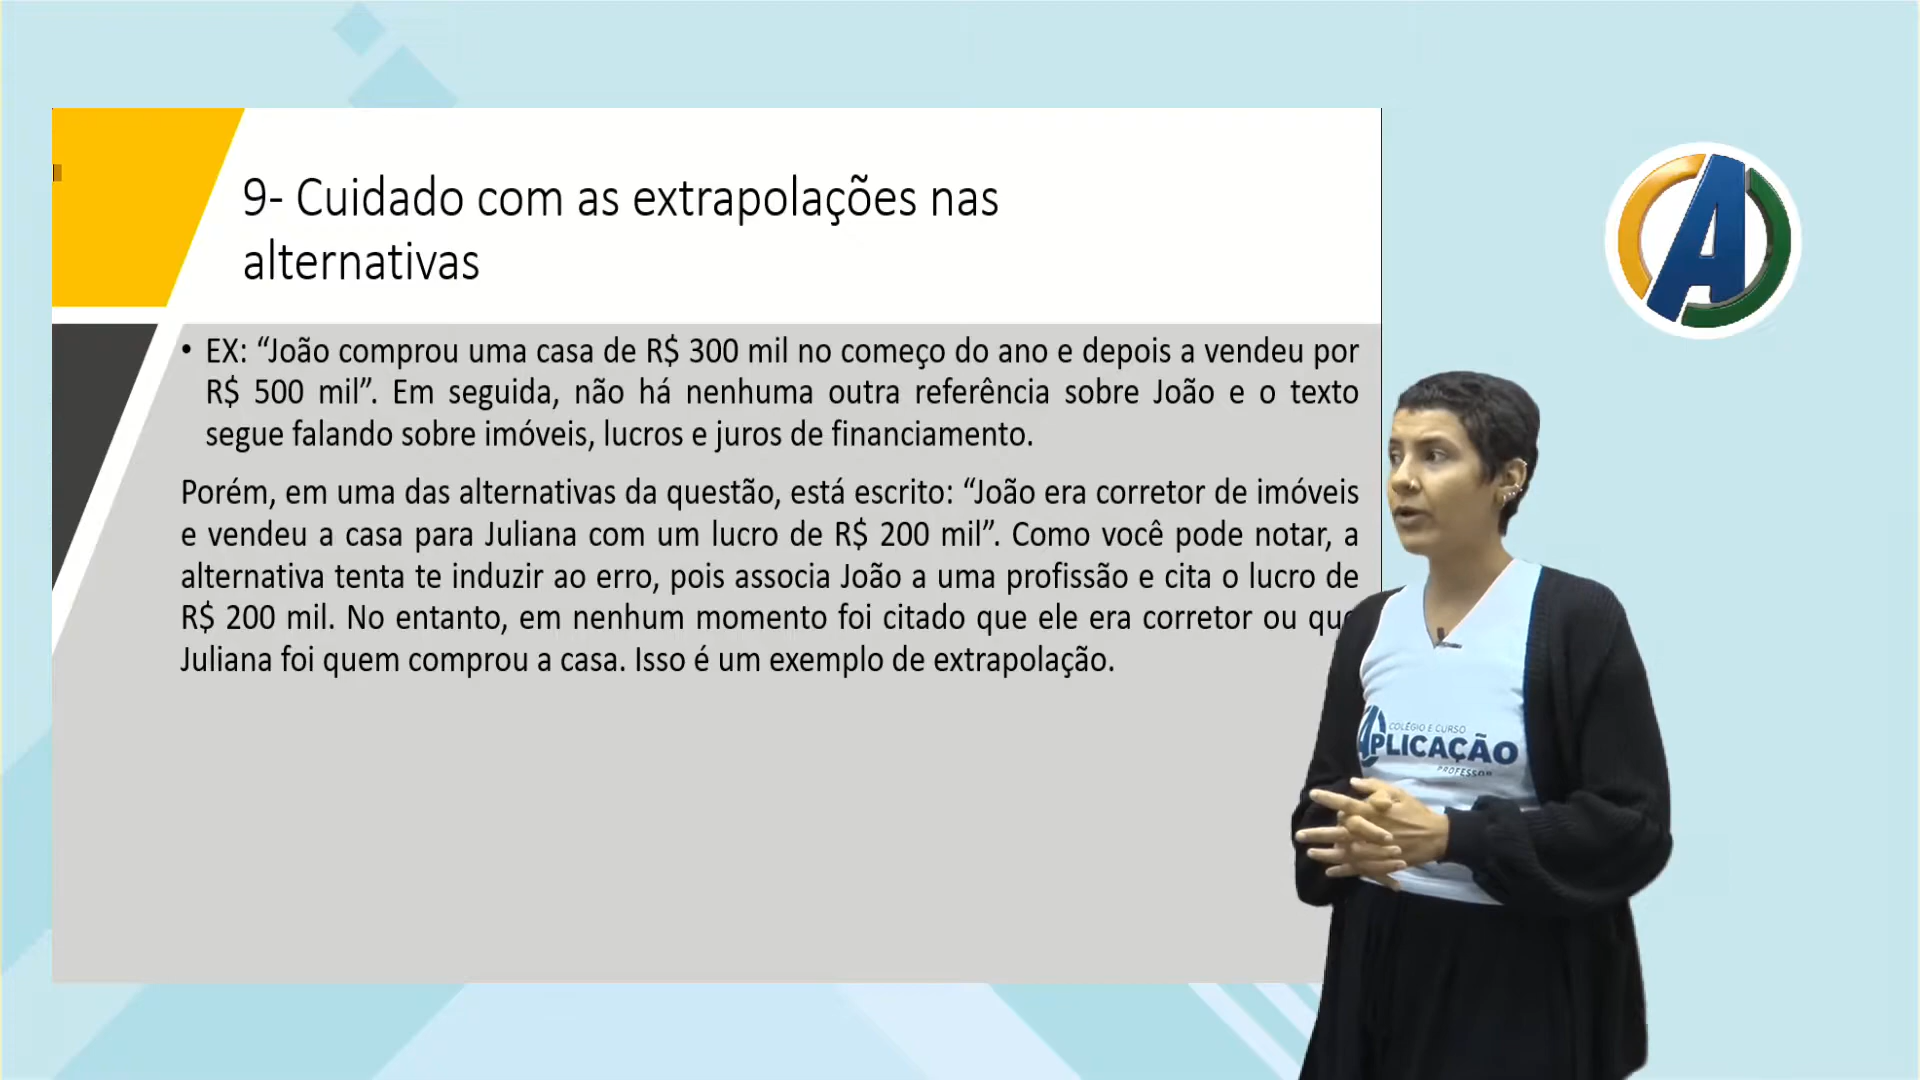 9- Cuidado com as extrapolações nas
alternativas
• EX: “João comprou uma casa de R$ 300 mil no começo do ano e depois a vendeu por
R$ 500 mil”. Em seguida, não há nenhuma outra referência sobre João e o texto
segue falando sobre imóveis, lucros e juros de financiamento.
Porém, em uma das alternativas da questão, está escrito: “João era corretor de imóveis
e vendeu a casa para Juliana com um lucro de R$ 200 mil”. Como você pode notar, a
alternativa tenta te induzir ao erro, pois associa João a uma profissão e cita o lucro de
R$ 200 mil. No entanto, em nenhum momento foi citado que ele era corretor ou que
Juliana foi quem comprou a casa. Isso é um exemplo de extrapolação.
A
COLÉGIO E CURSO
APLICAÇÃO
PROFESSOR